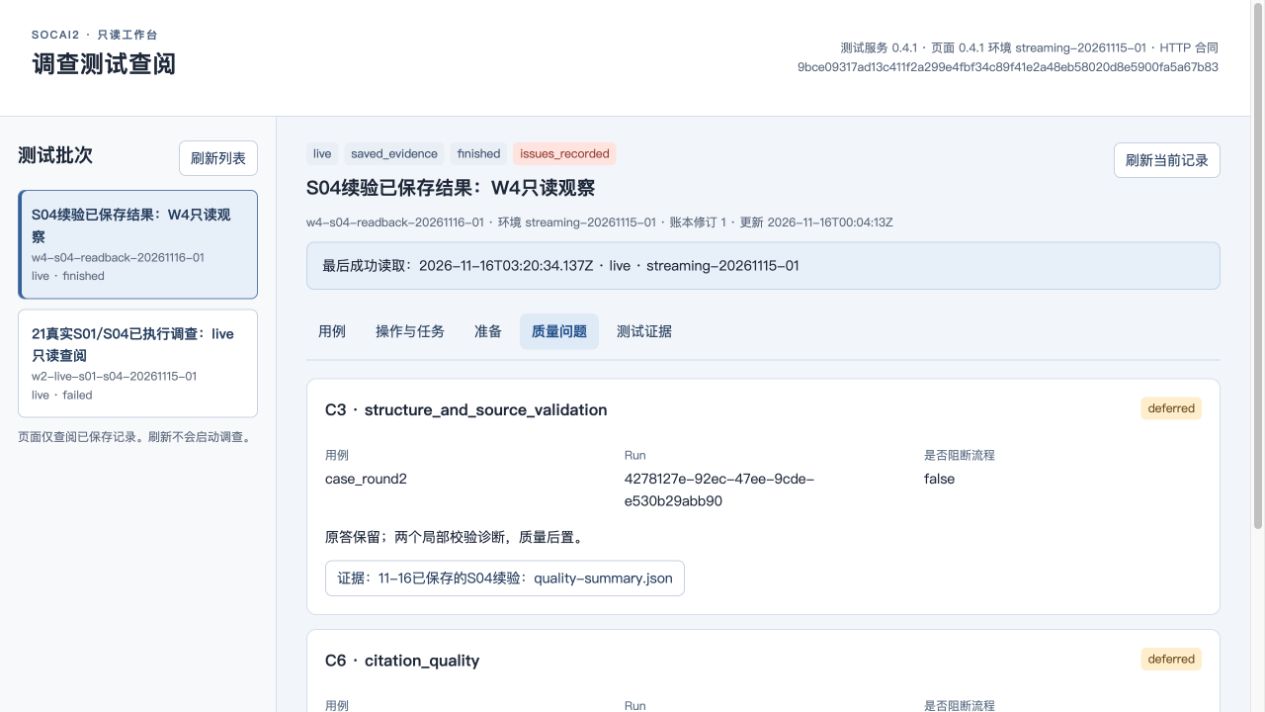 SOCAI2 · 只读工作台
调查测试查阅
测试服务 0.4.1 · 页面 0.4.1 环境 streaming-20261115-01 · HTTP 合同
9bce09317ad13c411f2a299e4fbf34c89f41e2a48eb58020d8e5900fa5a67b83
测试批次
刷新列表
S04续验已保存结果：W4只读观
察
w4-s04-readback-20261116-01
live · finished
21真实S01/S04已执行调查：live
只读查阅
w2-live-s01-s04-20261115-01
live · failed
页面仅查阅已保存记录。刷新不会启动调查。
live
saved_evidence
finished
issues_recorded
刷新当前记录
S04续验已保存结果：W4只读观察
w4-s04-readback-20261116-01 · 环境 streaming-20261115-01 · 账本修订 1 · 更新 2026-11-16T00:04:13Z
最后成功读取：2026-11-16T03:20:34.137Z · live · streaming-20261115-01
用例
操作与任务
准备
质量问题
测试证据
C3 · structure_and_source_validation
deferred
用例
Run
是否阻断流程
case_round2
4278127e-92ec-47ee-9cde-
e530b29abb90
false
原答保留；两个局部校验诊断，质量后置。
证据：11-16已保存的S04续验：quality-summary.json
C6 · citation_quality
deferred
用例
Run
是否阻断流程